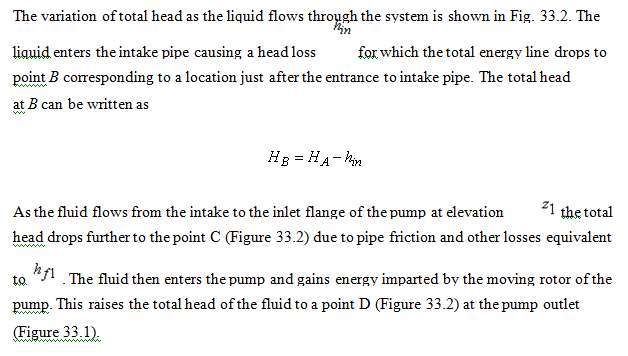 The variation of total head as the liquid flows through the system is shown in Fig. 33.2. The
liquid enters the intake pipe causing a head loss h_in for which the total energy line drops to
point B corresponding to a location just after the entrance to intake pipe. The total head
at B can be written as
H_B = H_A - h_in
As the fluid flows from the intake to the inlet flange of the pump at elevation z_1 the total
head drops further to the point C (Figure 33.2) due to pipe friction and other losses equivalent
to h_f1 . The fluid then enters the pump and gains energy imparted by the moving rotor of the
pump. This raises the total head of the fluid to a point D (Figure 33.2) at the pump outlet
(Figure 33.1).